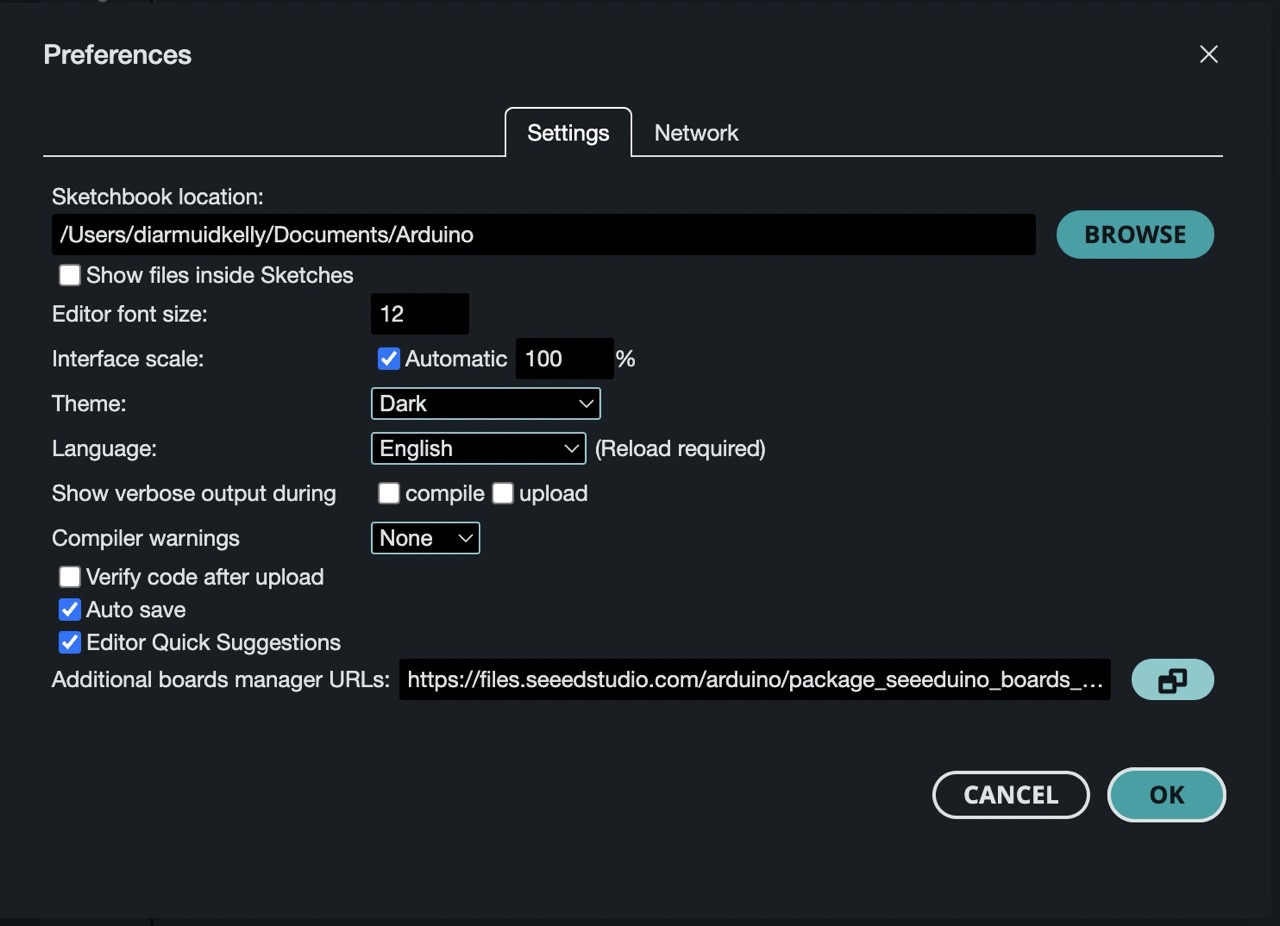 Preferences
Settings Network
Sketchbook location:
/Users/diarmuidkelly/Documents/Arduino BROWSE
Show files inside Sketches
Editor font size: 12
Interface scale: Automatic 100 %
Theme: Dark
Language: English (Reload required)
Show verbose output during compile upload
Compiler warnings None
Verify code after upload
Auto save
Editor Quick Suggestions
Additional boards manager URLs: https://files.seeedstudio.com/arduino/package_seeeduino_boards_...
CANCEL OK